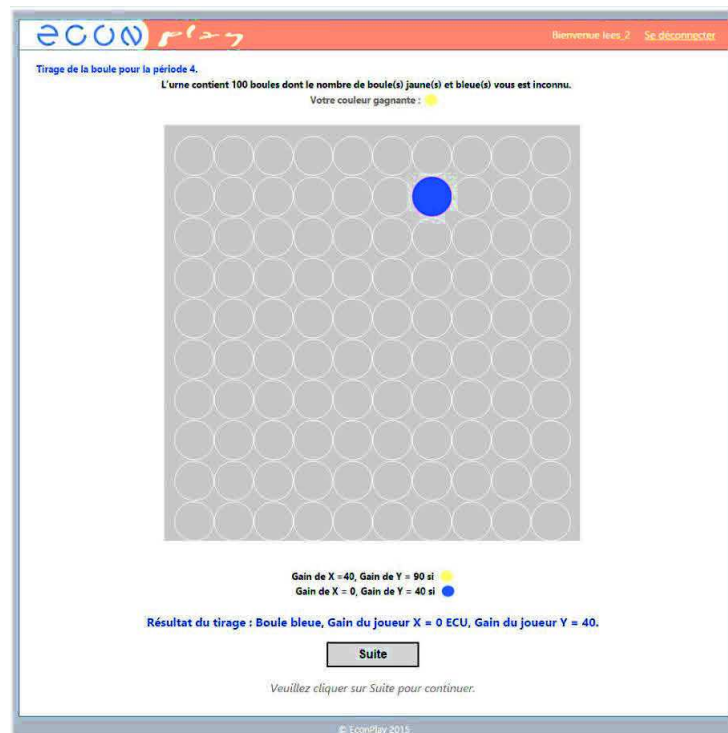 econ play
Bienvenue lees_2 Se déconnecter
Tirage de la boule pour la période 4.
L'urne contient 100 boules dont le nombre de boule(s) jaune(s) et bleue(s) vous est inconnu.
Votre couleur gagnante :
Gain de X =40, Gain de Y = 90 si
Gain de X = 0, Gain de Y = 40 si
Résultat du tirage : Boule bleue, Gain du joueur X = 0 ECU, Gain du joueur Y = 40.
Suite
Veuillez cliquer sur Suite pour continuer.
© EconPlay 2015